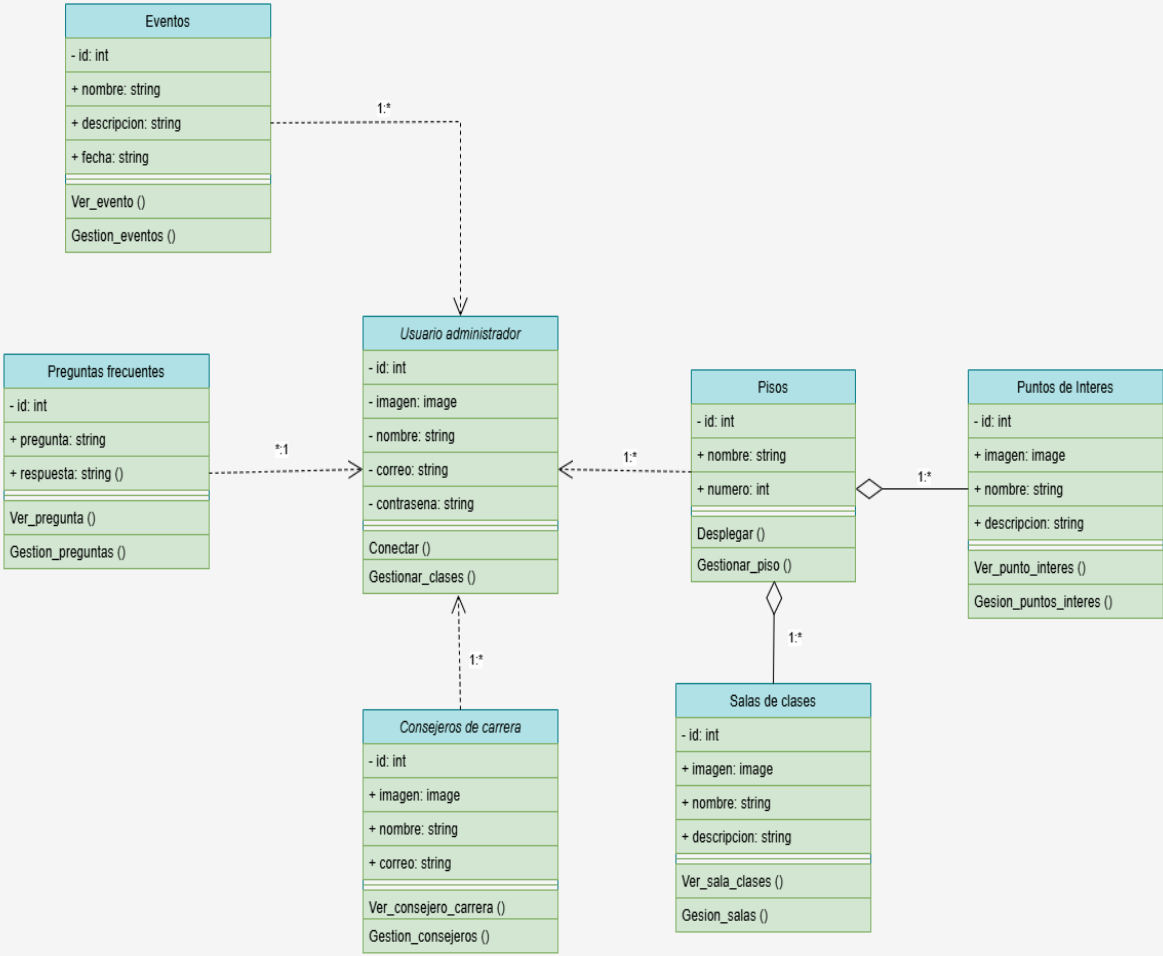 Eventos
- id: int
+ nombre: string
+ descripcion: string
+ fecha: string
Ver_evento ()
Gestion_eventos ()
1:*
Preguntas frecuentes
- id: int
+ pregunta: string
+ respuesta: string ()
Ver_pregunta ()
Gestion_preguntas ()
*:1
Usuario administrador
- id: int
- imagen: image
- nombre: string
- correo: string
- contrasena: string
Conectar ()
Gestionar_clases ()
1:*
Pisos
- id: int
+ nombre: string
+ numero: int
Desplegar ()
Gestionar_piso ()
1:*
Puntos de Interes
- id: int
+ imagen: image
+ nombre: string
+ descripcion: string
Ver_punto_interes ()
Gesion_puntos_interes ()
1:*
Consejeros de carrera
- id: int
+ imagen: image
+ nombre: string
+ correo: string
Ver_consejero_carrera ()
Gestion_consejeros ()
1:*
Salas de clases
- id: int
+ imagen: image
+ nombre: string
+ descripcion: string
Ver_sala_clases ()
Gesion_salas ()